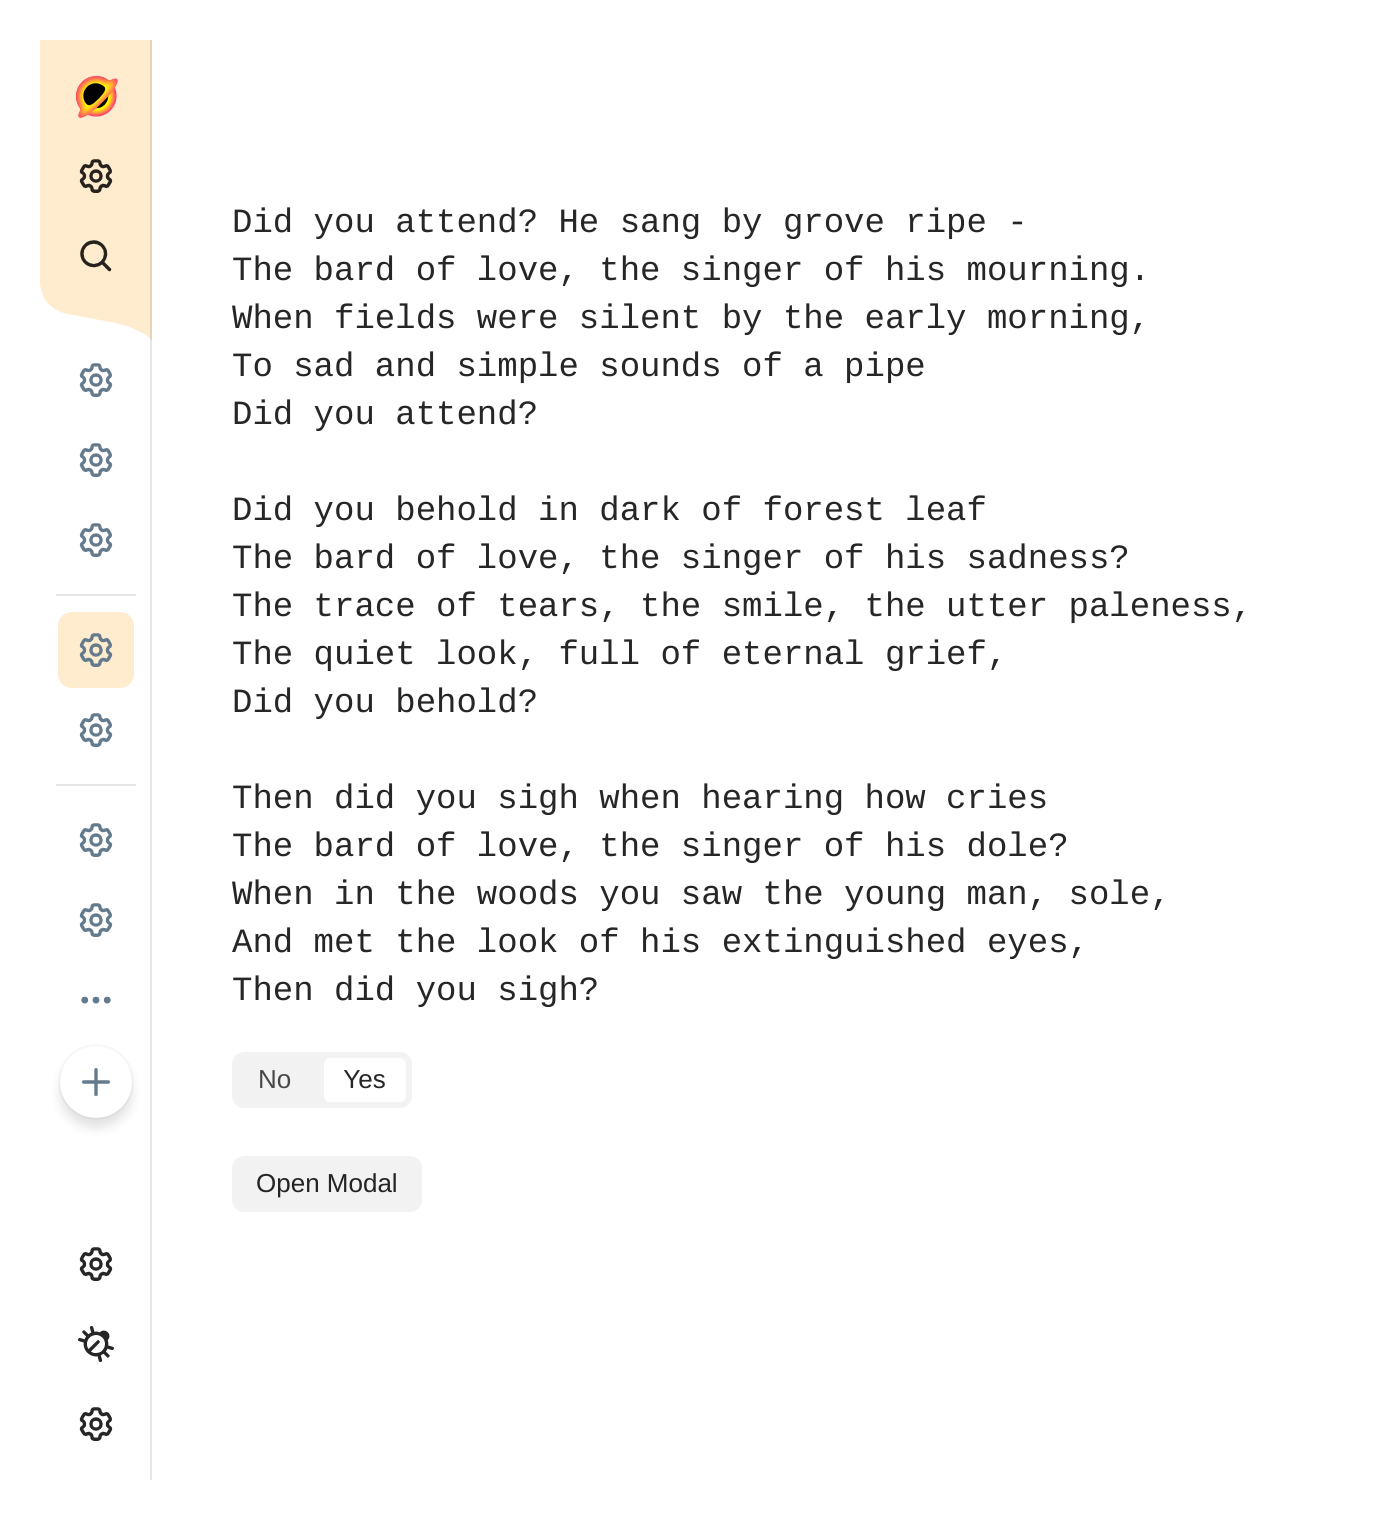 Did you attend? He sang by grove ripe -
The bard of love, the singer of his mourning.
When fields were silent by the early morning,
To sad and simple sounds of a pipe
Did you attend?
Did you behold in dark of forest leaf
The bard of love, the singer of his sadness?
The trace of tears, the smile, the utter paleness,
The quiet look, full of eternal grief,
Did you behold?
Then did you sigh when hearing how cries
The bard of love, the singer of his dole?
When in the woods you saw the young man, sole,
And met the look of his extinguished eyes,
Then did you sigh?
No Yes
Open Modal